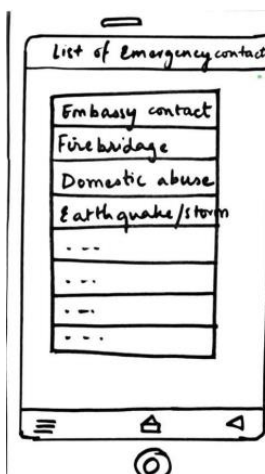 List of Emergency contact
Embassy contact
Firebridage
Domestic abuse
Earthquake/storm
---
---
---
---